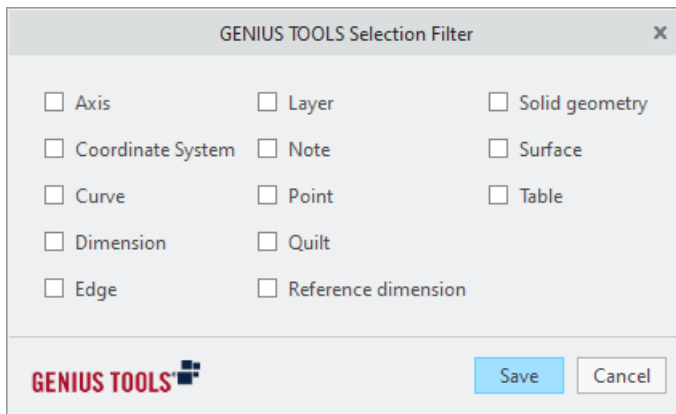 GENIUS TOOLS Selection Filter
Axis
Layer
Solid geometry
Coordinate System
Note
Surface
Curve
Point
Table
Dimension
Quilt
Edge
Reference dimension
GENIUS TOOLS
Save
Cancel